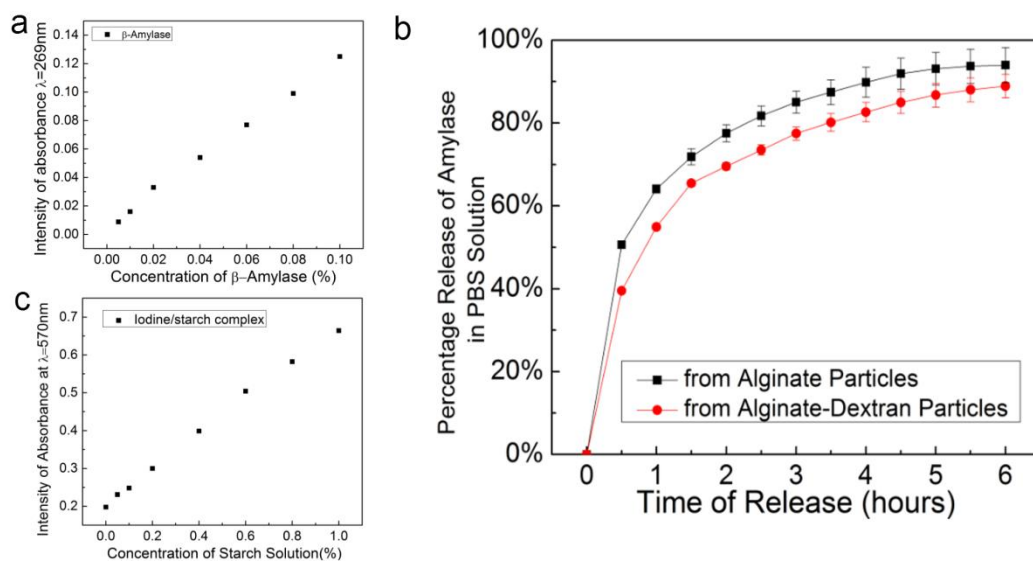 a
β-Amylase
Intensity of absorbance λ=269nm
0.14
0.12
0.10
0.08
0.06
0.04
0.02
0.00
0.00 0.02 0.04 0.06 0.08 0.10
Concentration of β–Amylase (%)
b
Percentage Release of Amylase
in PBS Solution
100%
80%
60%
40%
20%
0%
from Alginate Particles
from Alginate-Dextran Particles
0 1 2 3 4 5 6
Time of Release (hours)
c
Iodine/starch complex
Intensity of Absorbance at λ=570nm
0.7
0.6
0.5
0.4
0.3
0.2
0.0 0.2 0.4 0.6 0.8 1.0
Concentration of Starch Solution(%)